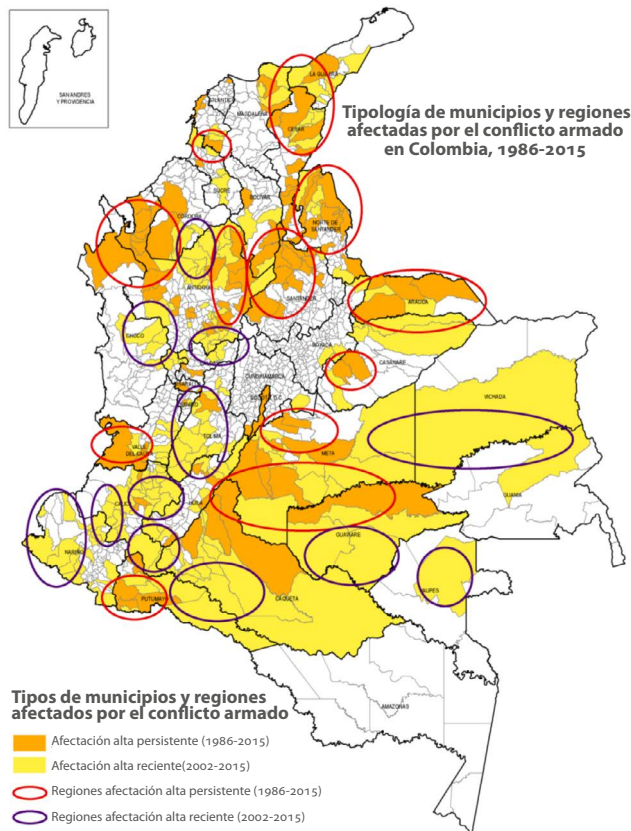 SAN ANDRES
Y PROVIDENCIA
Tipología de municipios y regiones
afectadas por el conflicto armado
en Colombia, 1986-2015
LA GUAJIRA
ATLANTICO
MAGDALENA
CESAR
SUCRE
BOLIVAR
CORDOBA
NORTE DE
SANTANDER
ANTIOQUIA
SANTANDER
ARAUCA
CHOCO
BOYACA
CASANARE
CUNDINAMARCA
VICHADA
TOLIMA
META
VALLE
DEL CAUCA
GUAINIA
CAUCA
HUILA
GUAVIARE
NARIÑO
VAUPES
PUTUMAYO
CAQUETA
AMAZONAS
Tipos de municipios y regiones
afectados por el conflicto armado
Afectación alta persistente (1986-2015)
Afectación alta reciente(2002-2015)
Regiones afectación alta persistente (1986-2015)
Regiones afectación alta reciente (2002-2015)